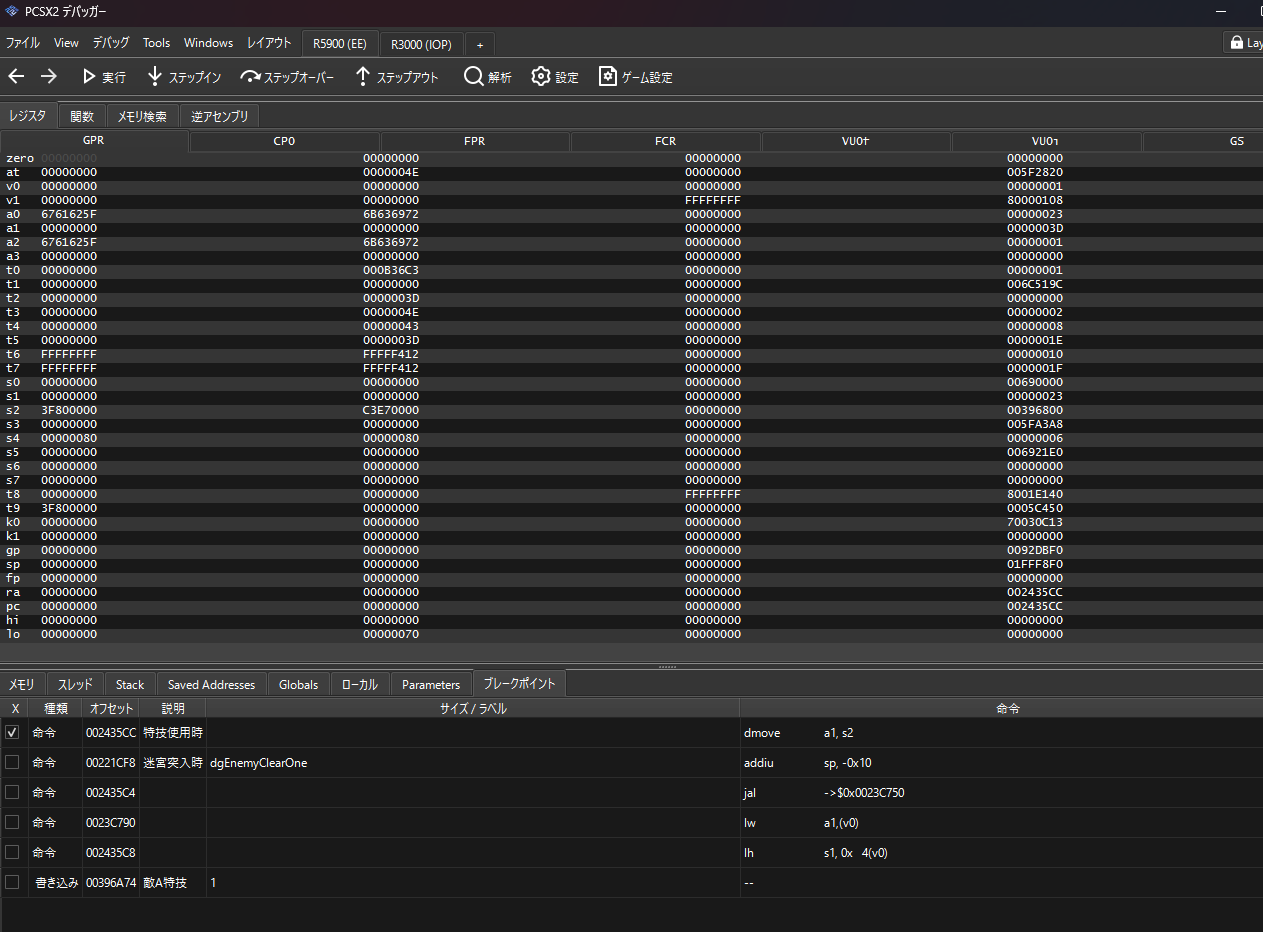 PCSX2 デバッガー
ファイル View デバッグ Tools Windows レイアウト R5900 (EE) R3000 (IOP) + Lay
実行 ステップイン ステップオーバー ステップアウト 解析 設定 ゲーム設定
レジスタ 関数 メモリ検索 逆アセンブリ
GPR CP0 FPR FCR VU0f VU0i GS
zero 00000000 00000000 00000000 00000000
at 00000000 0000004E 00000000 005F2820
v0 00000000 00000000 00000000 00000001
v1 00000000 00000000 FFFFFFFF 80000108
a0 6761625F 6B636972 00000000 00000023
a1 00000000 00000000 00000000 0000003D
a2 6761625F 6B636972 00000000 00000001
a3 00000000 00000000 00000000 00000000
t0 00000000 000B36C3 00000000 00000001
t1 00000000 00000000 00000000 006C519C
t2 00000000 0000003D 00000000 00000000
t3 00000000 0000004E 00000000 00000002
t4 00000000 00000043 00000000 00000008
t5 00000000 0000003D 00000000 0000001E
t6 FFFFFFFF FFFFF412 00000000 00000010
t7 FFFFFFFF FFFFF412 00000000 0000001F
s0 00000000 00000000 00000000 00690000
s1 00000000 00000000 00000000 00000023
s2 3F800000 C3E70000 00000000 00396800
s3 00000000 00000000 00000000 005FA3A8
s4 00000080 00000080 00000000 00000006
s5 00000000 00000000 00000000 006921E0
s6 00000000 00000000 00000000 00000000
s7 00000000 00000000 00000000 00000000
t8 00000000 00000000 FFFFFFFF 8001E140
t9 3F800000 00000000 00000000 0005C450
k0 00000000 00000000 00000000 70030C13
k1 00000000 00000000 00000000 00000000
gp 00000000 00000000 00000000 0092DBF0
sp 00000000 00000000 00000000 01FFF8F0
fp 00000000 00000000 00000000 00000000
ra 00000000 00000000 00000000 002435CC
pc 00000000 00000000 00000000 002435CC
hi 00000000 00000000 00000000 00000000
lo 00000000 00000070 00000000 00000000
メモリ スレッド Stack Saved Addresses Globals ローカル Parameters ブレークポイント
X 種類 オフセット 説明 サイズ / ラベル 命令
命令 002435CC 特技使用時 dmove a1, s2
命令 00221CF8 迷宮突入時 dgEnemyClearOne addiu sp, -0x10
命令 002435C4 jal ->$0x0023C750
命令 0023C790 lw a1,(v0)
命令 002435C8 lh s1, 0x 4(v0)
書き込み 00396A74 敵A特技 1 --